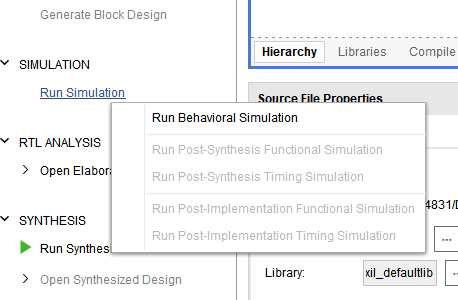 Generate Block Design
SIMULATION
Run Simulation
RTL ANALYSIS
Open Elabora
SYNTHESIS
Run Synthes
Open Synthesized Design
Hierarchy Libraries Compile
Source File Properties
Run Behavioral Simulation
Run Post-Synthesis Functional Simulation
Run Post-Synthesis Timing Simulation
Run Post-Implementation Functional Simulation
Run Post-Implementation Timing Simulation
4831/D
...
Library: xil_defaultlib ...